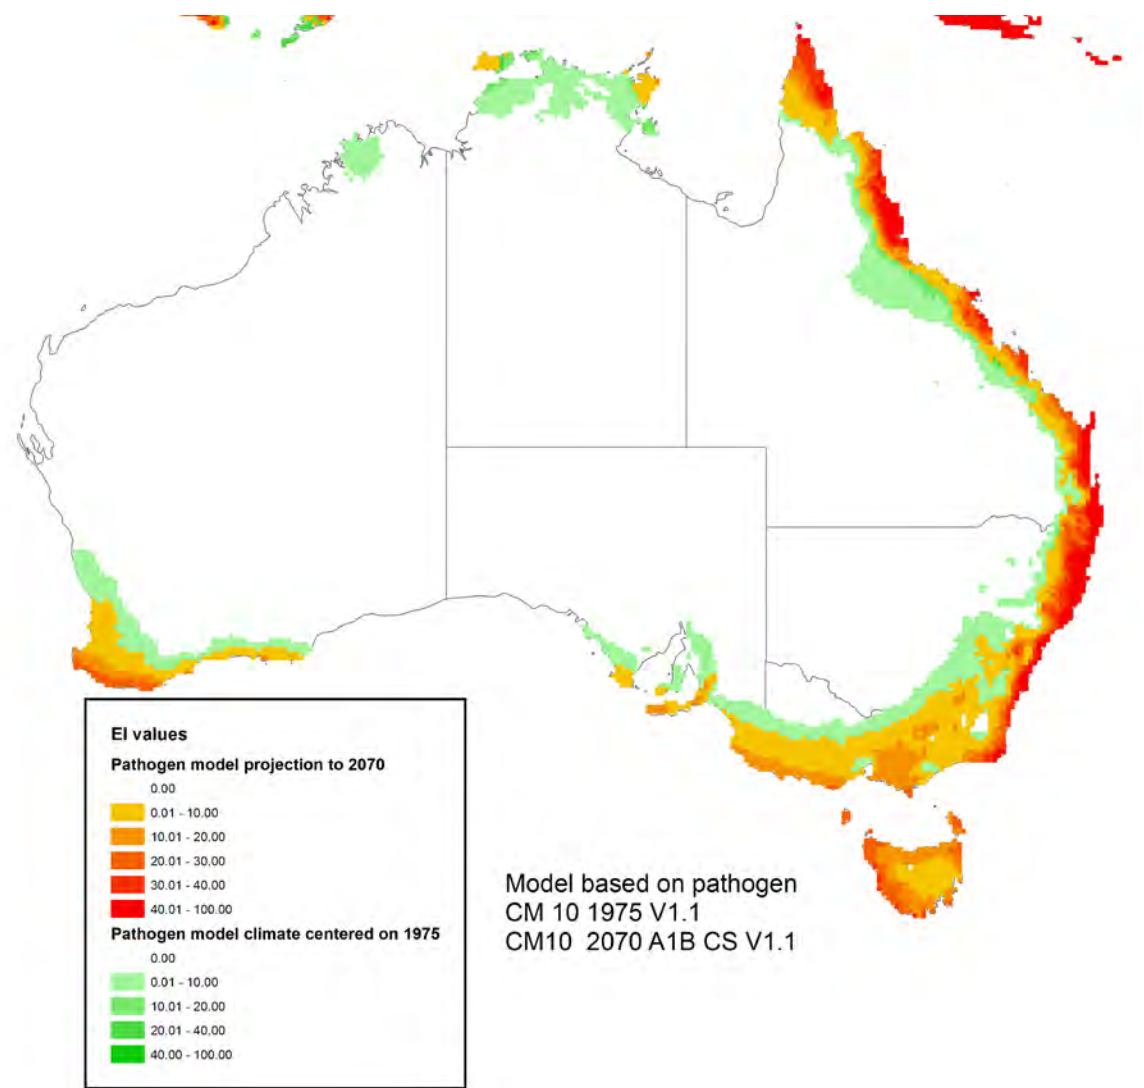 EI values
Pathogen model projection to 2070
0.00
0.01 - 10.00
10.01 - 20.00
20.01 - 30.00
30.01 - 40.00
40.01 - 100.00
Pathogen model climate centered on 1975
0.00
0.01 - 10.00
10.01 - 20.00
20.01 - 40.00
40.00 - 100.00
Model based on pathogen
CM 10 1975 V1.1
CM10 2070 A1B CS V1.1